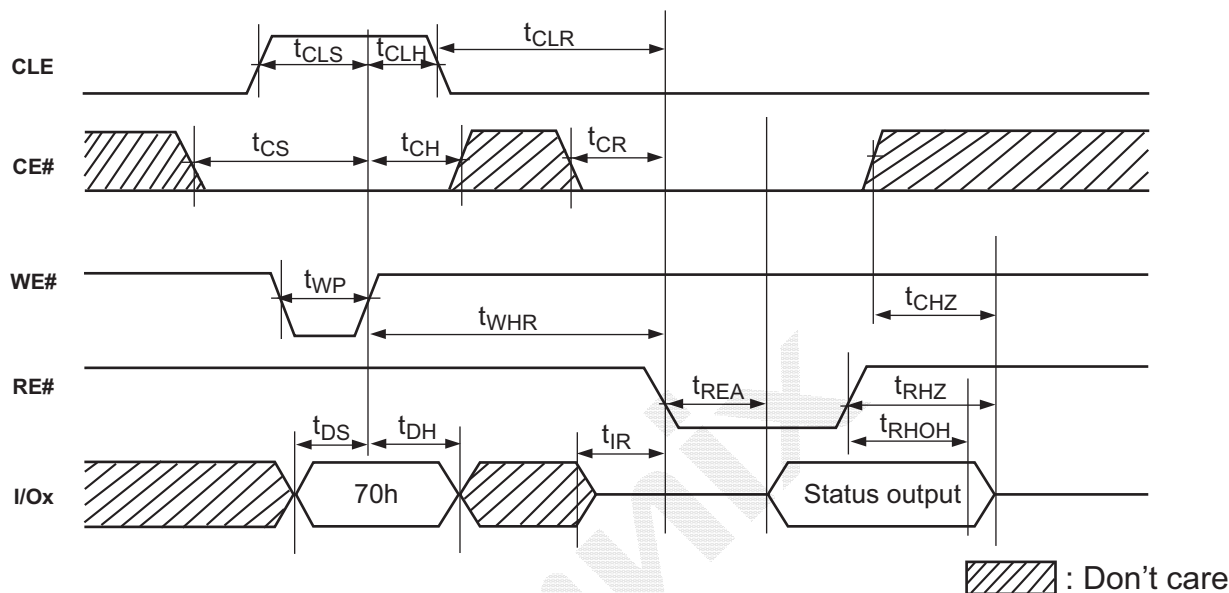 tCLS
tCLH
tCLR
CLE
tCS
tCH
tCR
CE#
WE#
tWP
tCHZ
tWHR
RE#
tREA
tRHZ
tDS
tDH
tIR
tRHOH
I/Ox
70h
Status output
: Don't care